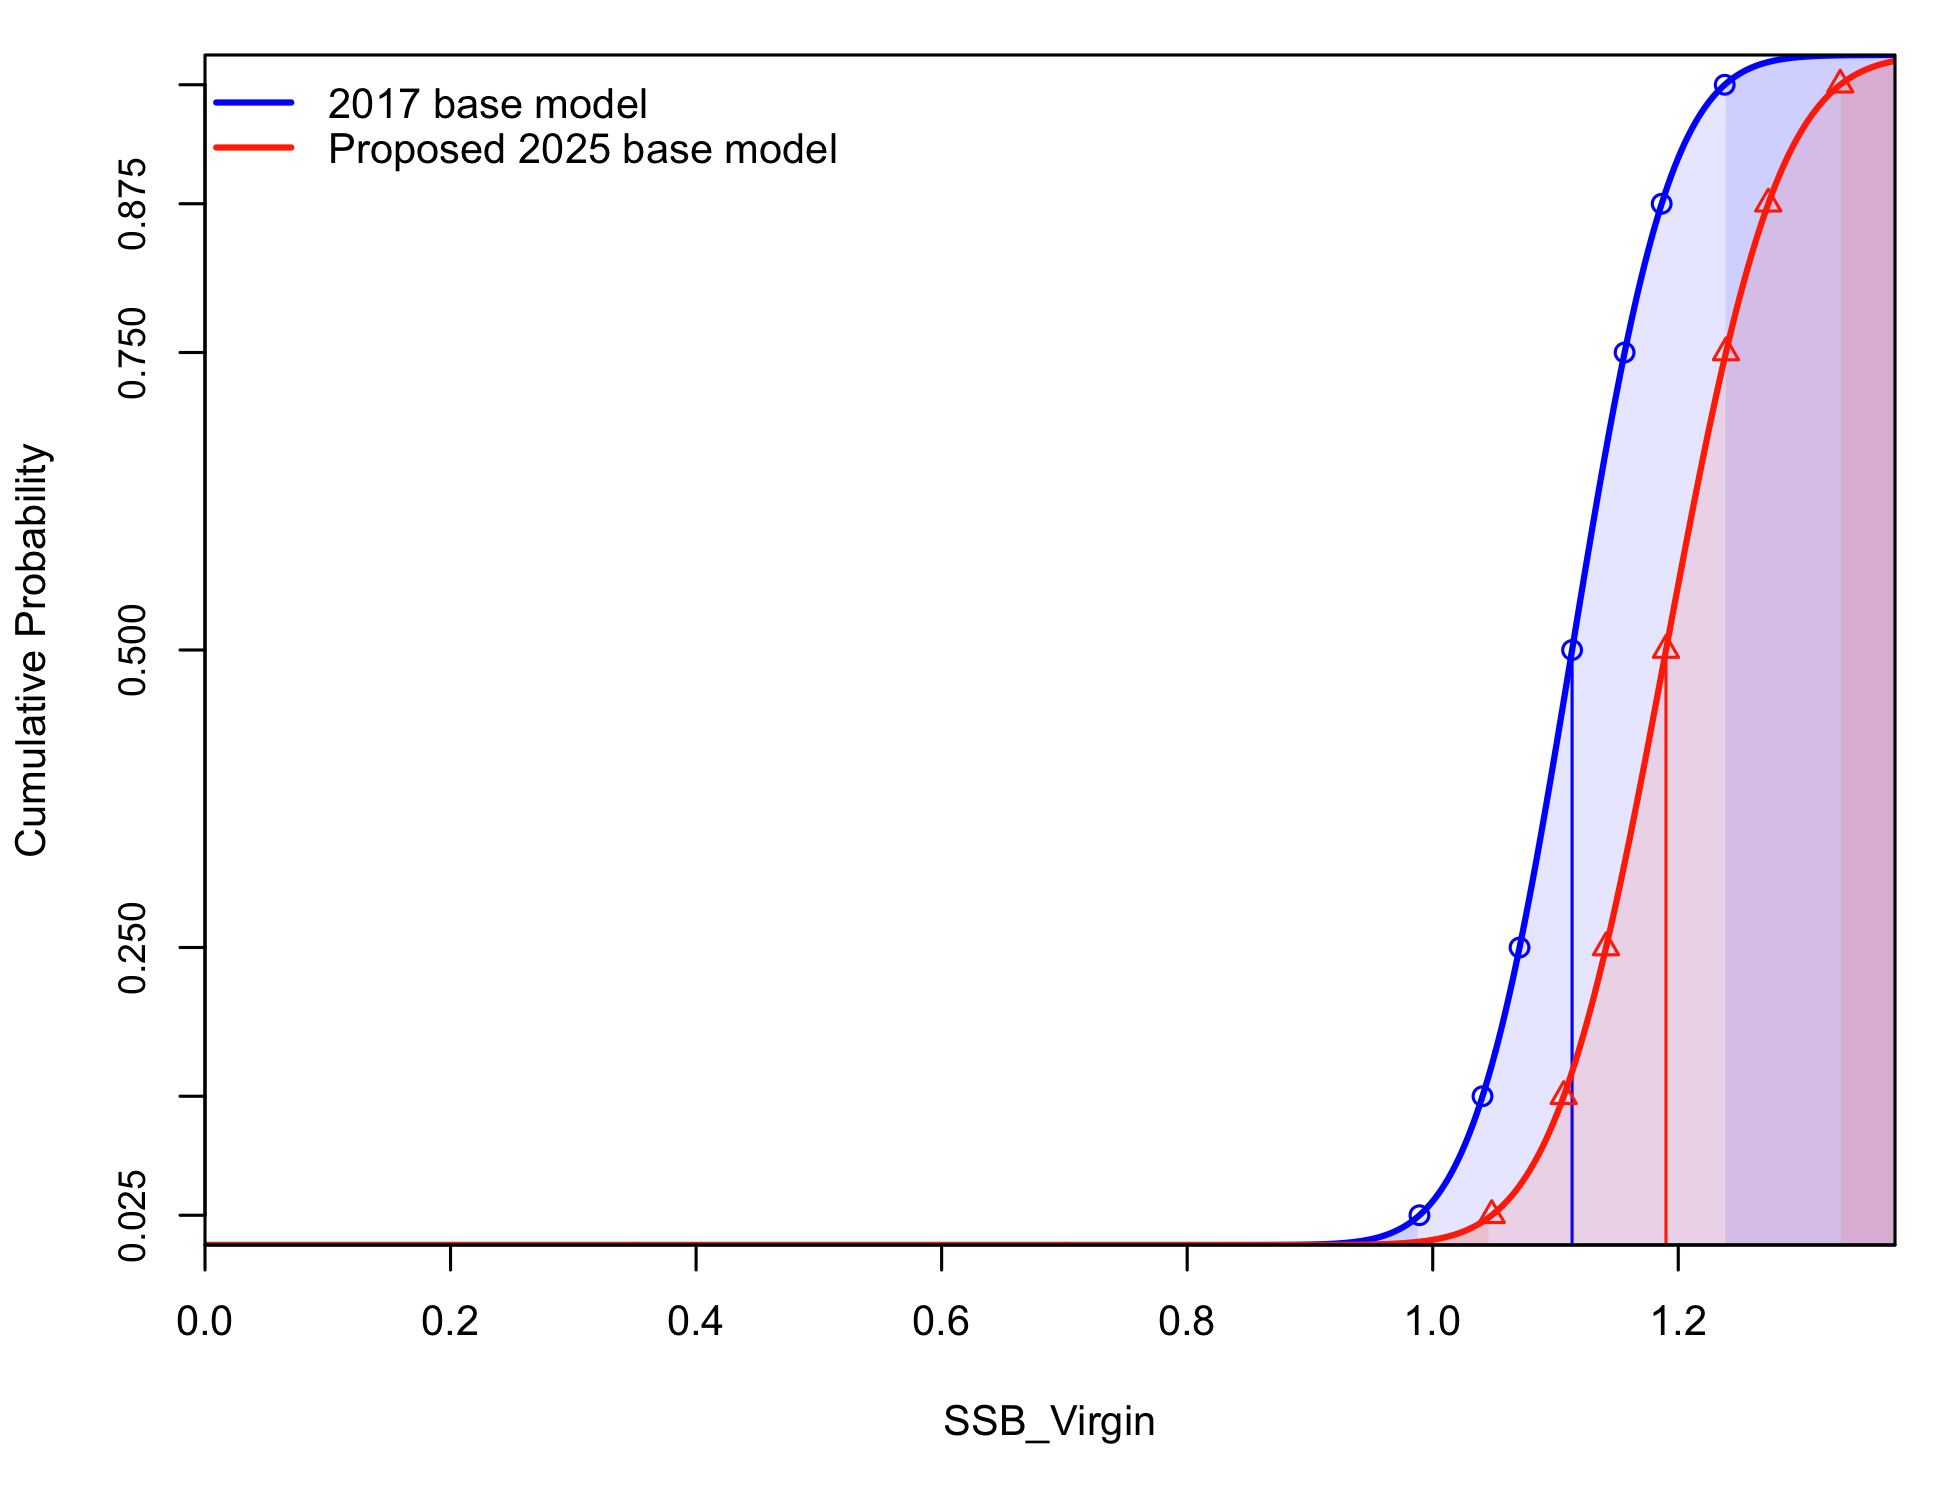 2017 base model
Proposed 2025 base model
Cumulative Probability
0.875
0.750
0.500
0.250
0.025
0.0 0.2 0.4 0.6 0.8 1.0 1.2
SSB_Virgin